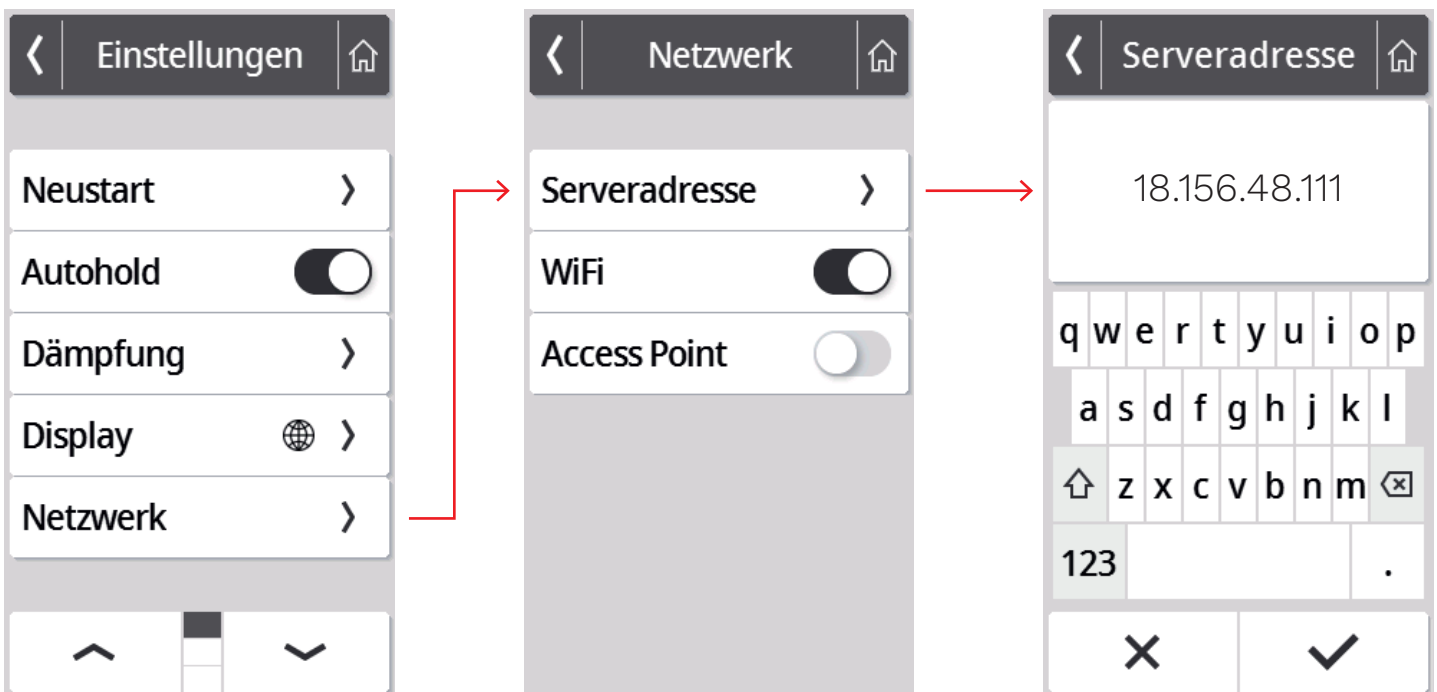 Einstellungen
Neustart
Autohold
Dämpfung
Display
Netzwerk
Netzwerk
Serveradresse
WiFi
Access Point
Serveradresse
18.156.48.111
q w e r t y u i o p
a s d f g h j k l
z x c v b n m
123 .